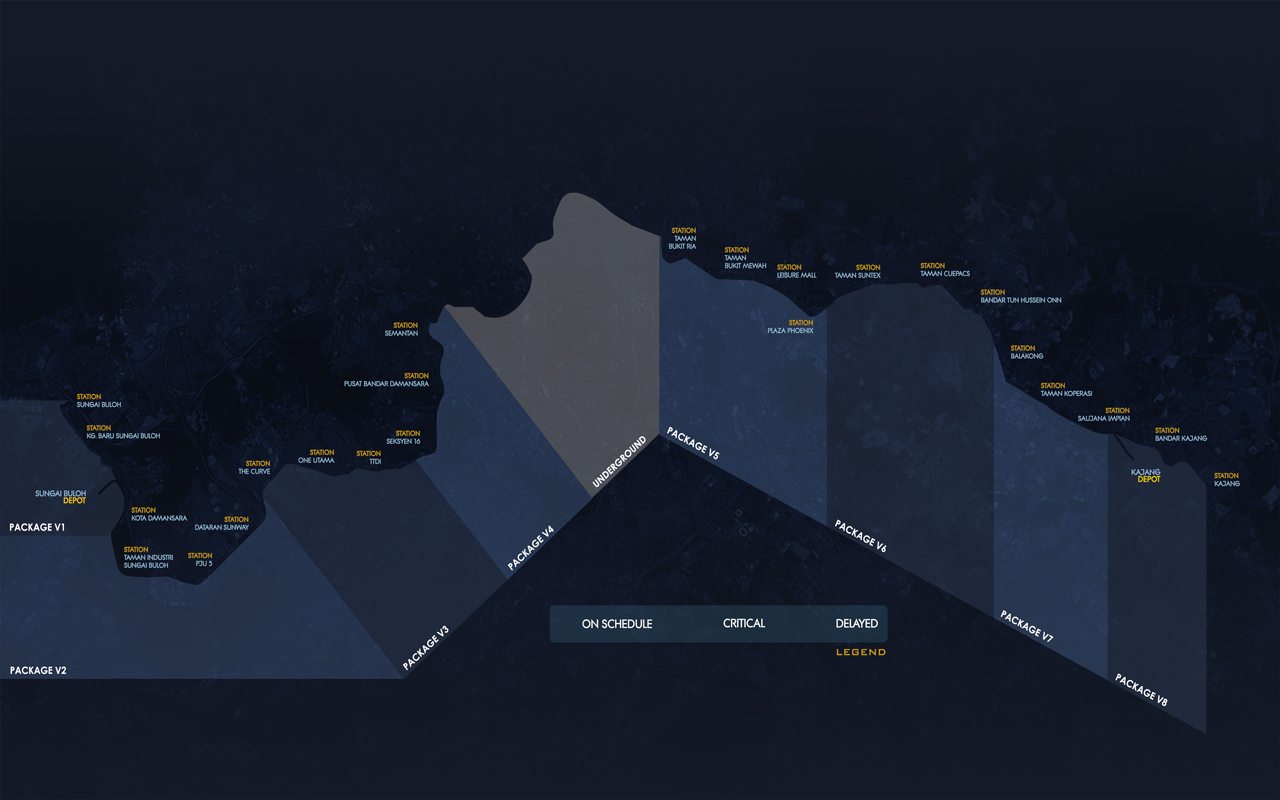 STATION
SUNGAI BULOH
STATION
KG. BARU SUNGAI BULOH
SUNGAI BULOH
DEPOT
PACKAGE V1
STATION
KOTA DAMANSARA
STATION
TAMAN INDUSTRI
SUNGAI BULOH
STATION
PJU 5
STATION
DATARAN SUNWAY
STATION
THE CURVE
PACKAGE V2
STATION
ONE UTAMA
STATION
TTDI
PACKAGE V3
STATION
SEKSYEN 16
STATION
PUSAT BANDAR DAMANSARA
STATION
SEMANTAN
PACKAGE V4
UNDERGROUND
STATION
TAMAN
BUKIT RIA
STATION
TAMAN
BUKIT MEWAH
STATION
LEISURE MALL
STATION
PLAZA PHOENIX
PACKAGE V5
STATION
TAMAN SUNTEX
STATION
TAMAN CUEPACS
STATION
BANDAR TUN HUSSEIN ONN
PACKAGE V6
STATION
BALAKONG
STATION
TAMAN KOPERASI
STATION
SAUJANA IMPIAN
PACKAGE V7
STATION
BANDAR KAJANG
KAJANG
DEPOT
STATION
KAJANG
PACKAGE V8
ON SCHEDULE
CRITICAL
DELAYED
LEGEND